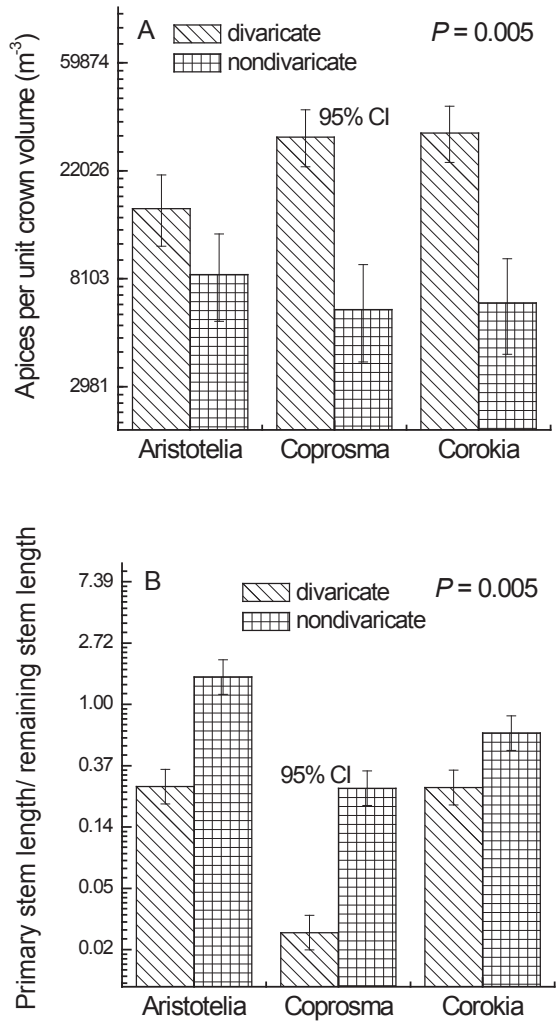 A
divaricate
nondivaricate
P = 0.005
95% CI
Apices per unit crown volume (m-3)
59874
22026
8103
2981
Aristotelia Coprosma Corokia
B
divaricate
nondivaricate
P = 0.005
95% CI
Primary stem length/ remaining stem length
7.39
2.72
1.00
0.37
0.14
0.05
0.02
Aristotelia Coprosma Corokia